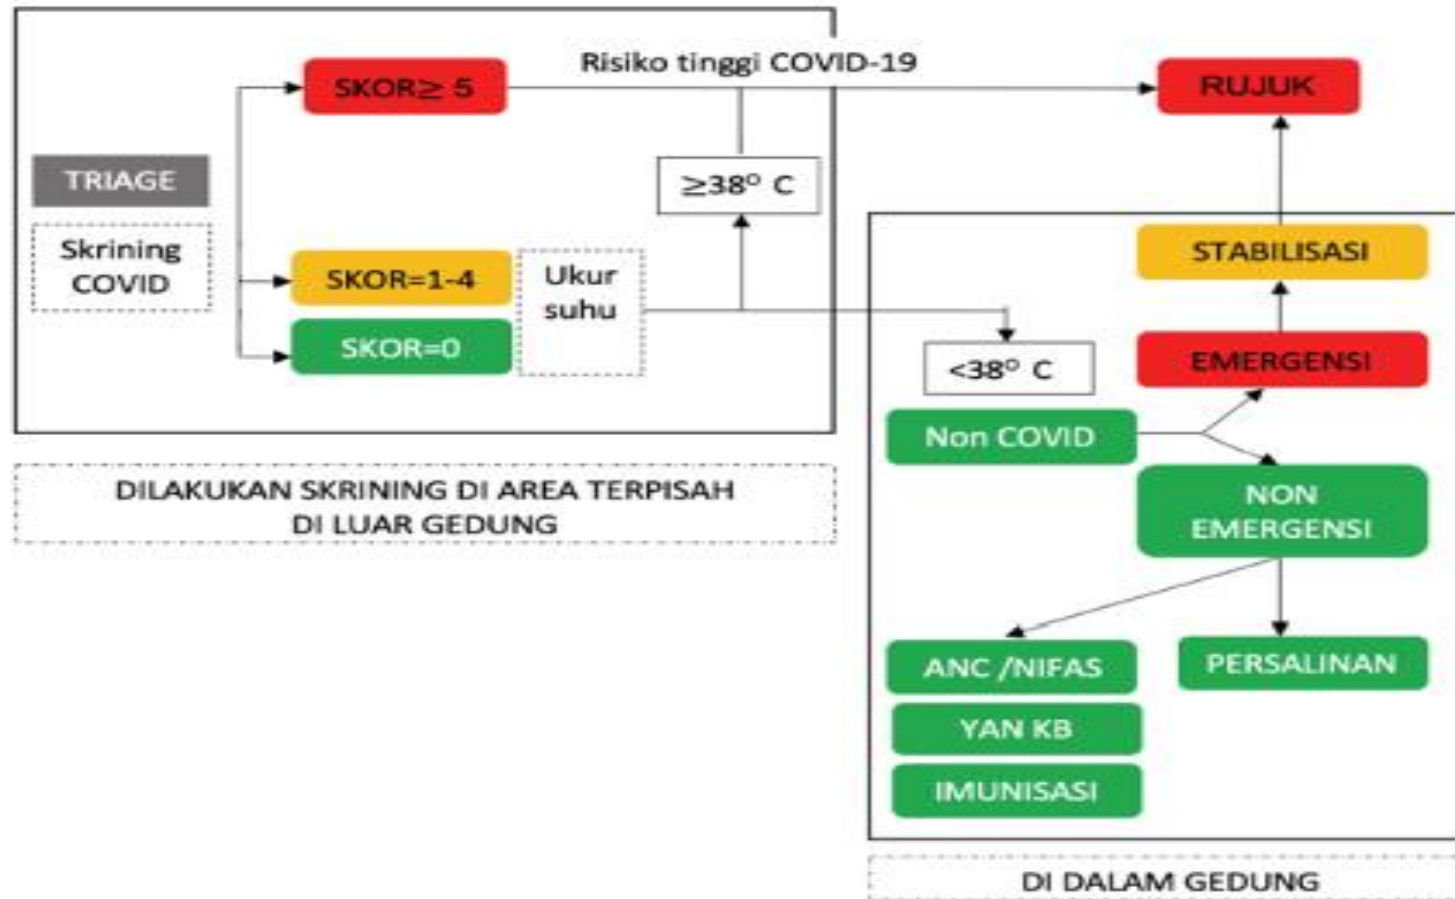 Risiko tinggi COVID-19
SKOR≥ 5
RUJUK
TRIAGE
≥38° C
Skrining
COVID
SKOR=1-4
Ukur
suhu
SKOR=0
STABILISASI
<38° C
EMERGENSI
Non COVID
NON
EMERGENSI
DILAKUKAN SKRINING DI AREA TERPISAH
DI LUAR GEDUNG
ANC /NIFAS
PERSALINAN
YAN KB
IMUNISASI
DI DALAM GEDUNG